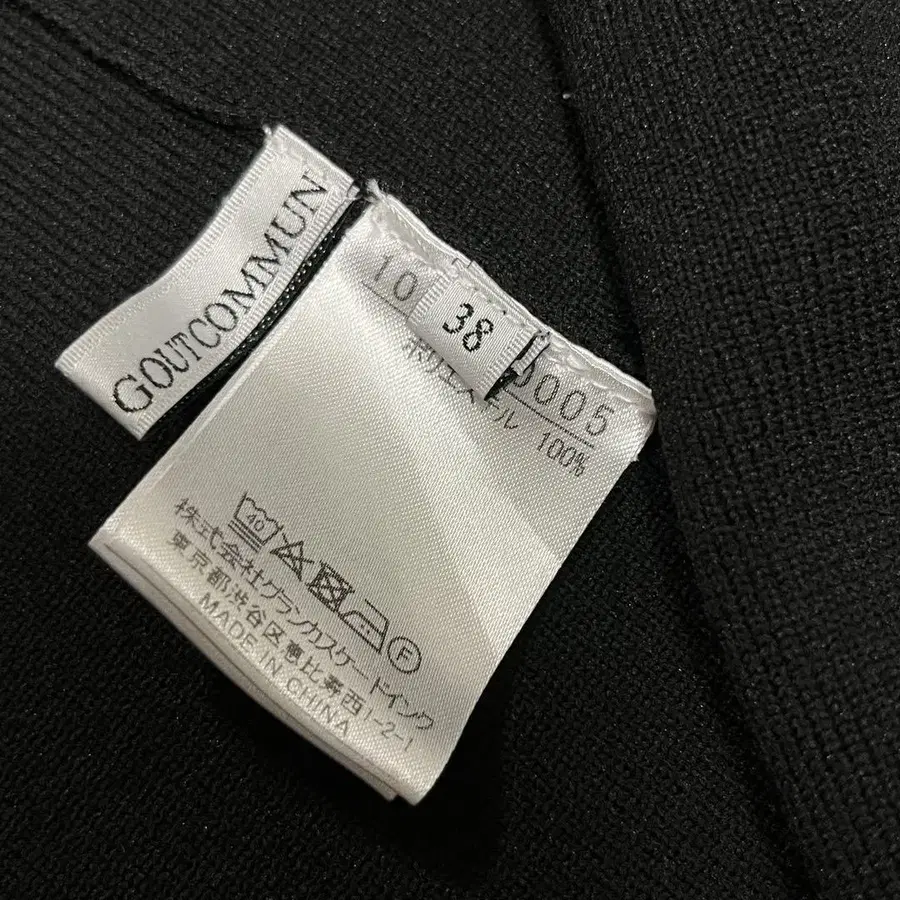 GOUTCOMMUN
38
10 0005
ポリエステル 100%
40
F
株式会社グランカスケードインク
東京都渋谷区恵比寿西1-2-1
MADE IN CHINA